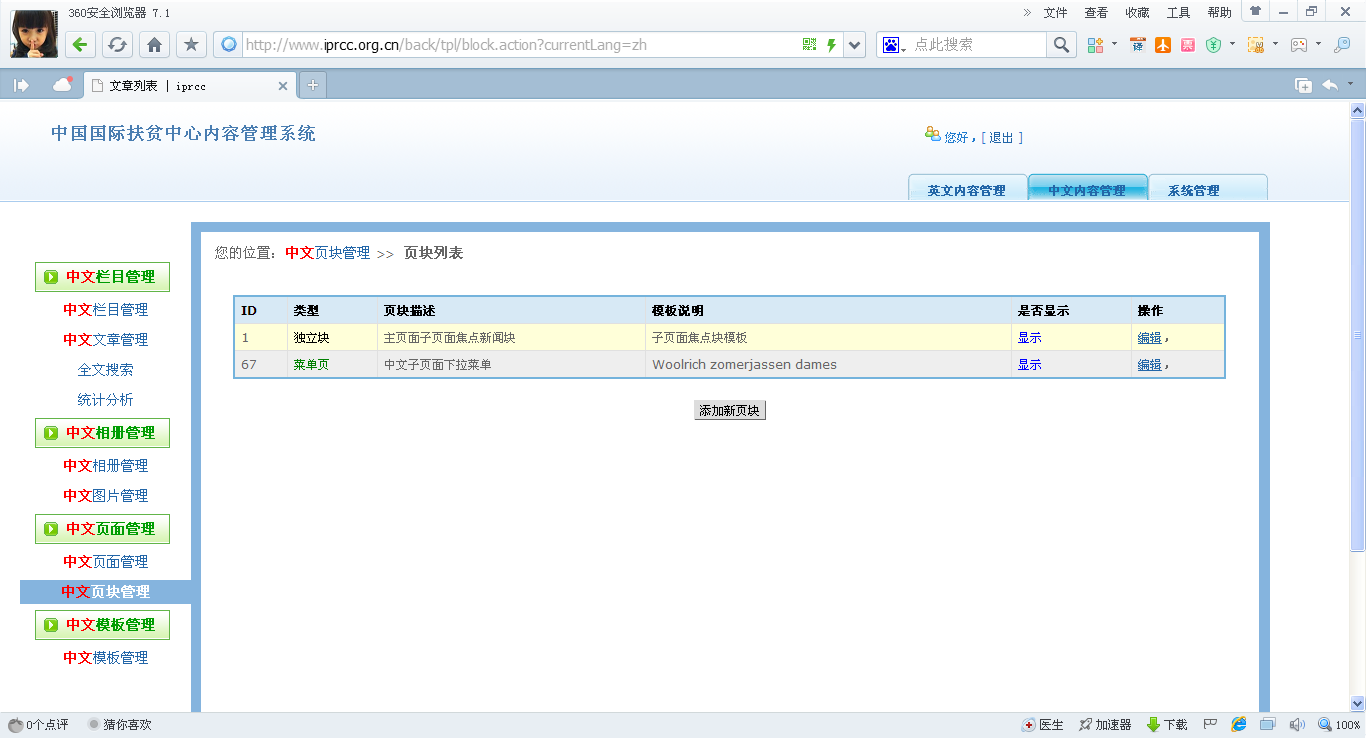 360安全浏览器 7.1
» 文件 查看 收藏 工具 帮助
http://www.iprcc.org.cn/back/tpl/block.action?currentLang=zh
点此搜索
译
票
文章列表 | iprcc
中国国际扶贫中心内容管理系统
您好，[ 退出 ]
英文内容管理 中文内容管理 系统管理
您的位置：中文页块管理 >> 页块列表
中文栏目管理
中文栏目管理
中文文章管理
全文搜索
统计分析
中文相册管理
中文相册管理
中文图片管理
中文页面管理
中文页面管理
中文页块管理
中文模板管理
中文模板管理
ID 类型 页块描述 模板说明 是否显示 操作
1 独立块 主页面子页面焦点新闻块 子页面焦点块模板 显示 编辑，
67 菜单页 中文子页面下拉菜单 Woolrich zomerjassen dames 显示 编辑，
添加新页块
0个点评 猜你喜欢 医生 加速器 下载 100%